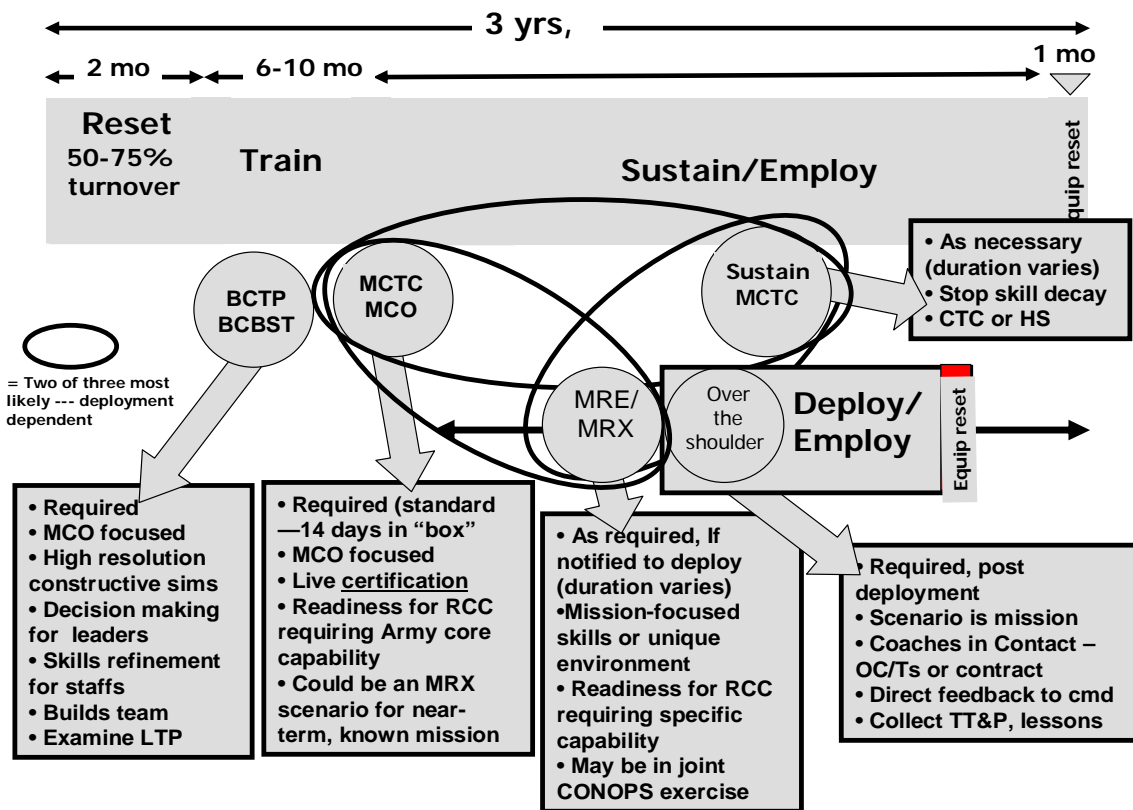 3 yrs,
2 mo
6-10 mo
1 mo
Reset
50-75%
turnover
Train
Sustain/Employ
quip reset
BCTP
BCBST
MCTC
MCO
Sustain
MCTC
• As necessary
(duration varies)
• Stop skill decay
• CTC or HS
= Two of three most
likely --- deployment
dependent
MRE/
MRX
Over
the
shoulder
Deploy/
Employ
Equip reset
• Required
• MCO focused
• High resolution
constructive sims
• Decision making
for leaders
• Skills refinement
for staffs
• Builds team
• Examine LTP
• Required (standard
—14 days in “box”
• MCO focused
• Live certification
• Readiness for RCC
requiring Army core
capability
• Could be an MRX
scenario for near-
term, known mission
• As required, If
notified to deploy
(duration varies)
•Mission-focused
skills or unique
environment
• Readiness for RCC
requiring specific
capability
• May be in joint
CONOPS exercise
• Required, post
deployment
• Scenario is mission
• Coaches in Contact –
OC/Ts or contract
• Direct feedback to cmd
• Collect TT&P, lessons